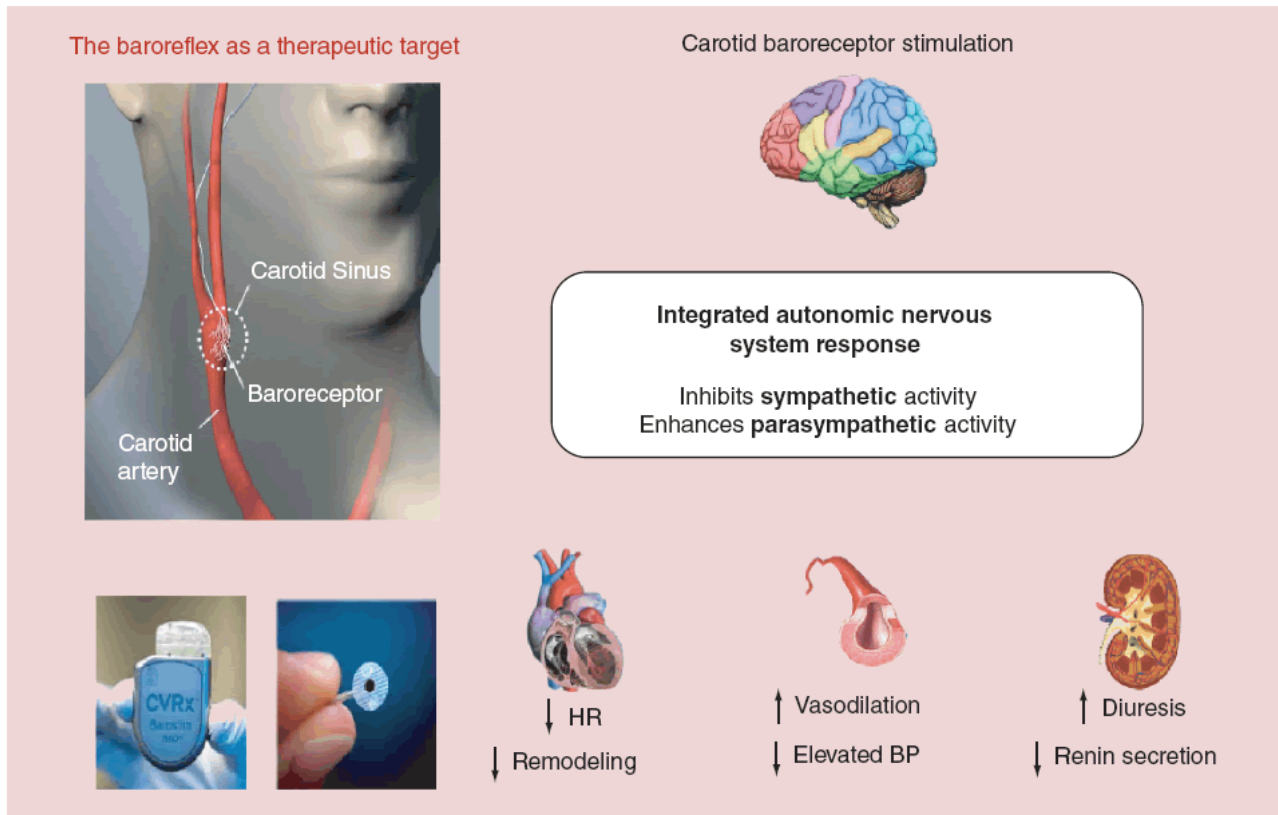 The baroreflex as a therapeutic target
Carotid baroreceptor stimulation
Carotid Sinus
Baroreceptor
Carotid
artery
Integrated autonomic nervous
system response
Inhibits sympathetic activity
Enhances parasympathetic activity
CVRx
↓ HR
↓ Remodeling
↑ Vasodilation
↓ Elevated BP
↑ Diuresis
↓ Renin secretion